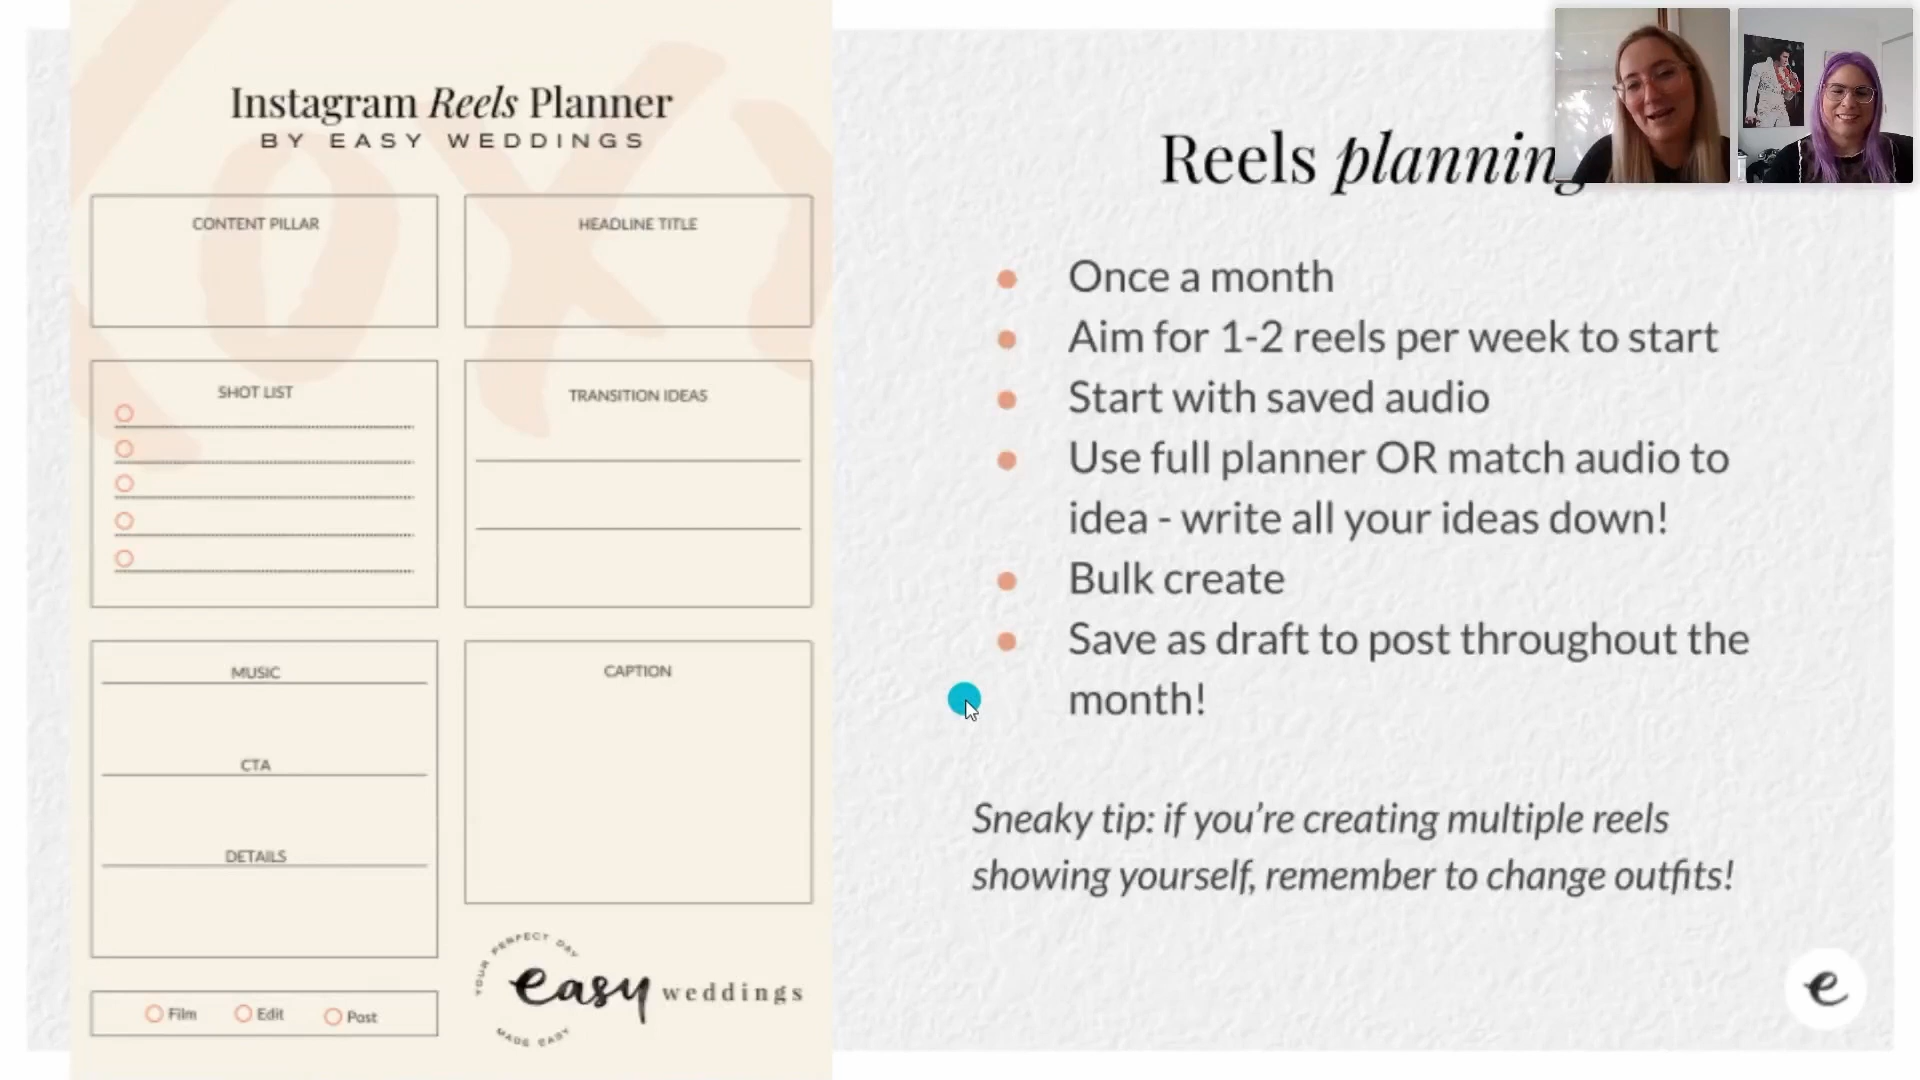 Instagram Reels Planner
BY EASY WEDDINGS
CONTENT PILLAR
HEADLINE TITLE
SHOT LIST
TRANSITION IDEAS
MUSIC
CTA
DETAILS
CAPTION
Film
Edit
Post
YOUR PERFECT DAY
easy weddings
MADE EASY
Reels planning
Once a month
Aim for 1-2 reels per week to start
Start with saved audio
Use full planner OR match audio to
idea - write all your ideas down!
Bulk create
Save as draft to post throughout the
month!
Sneaky tip: if you’re creating multiple reels
showing yourself, remember to change outfits!
e